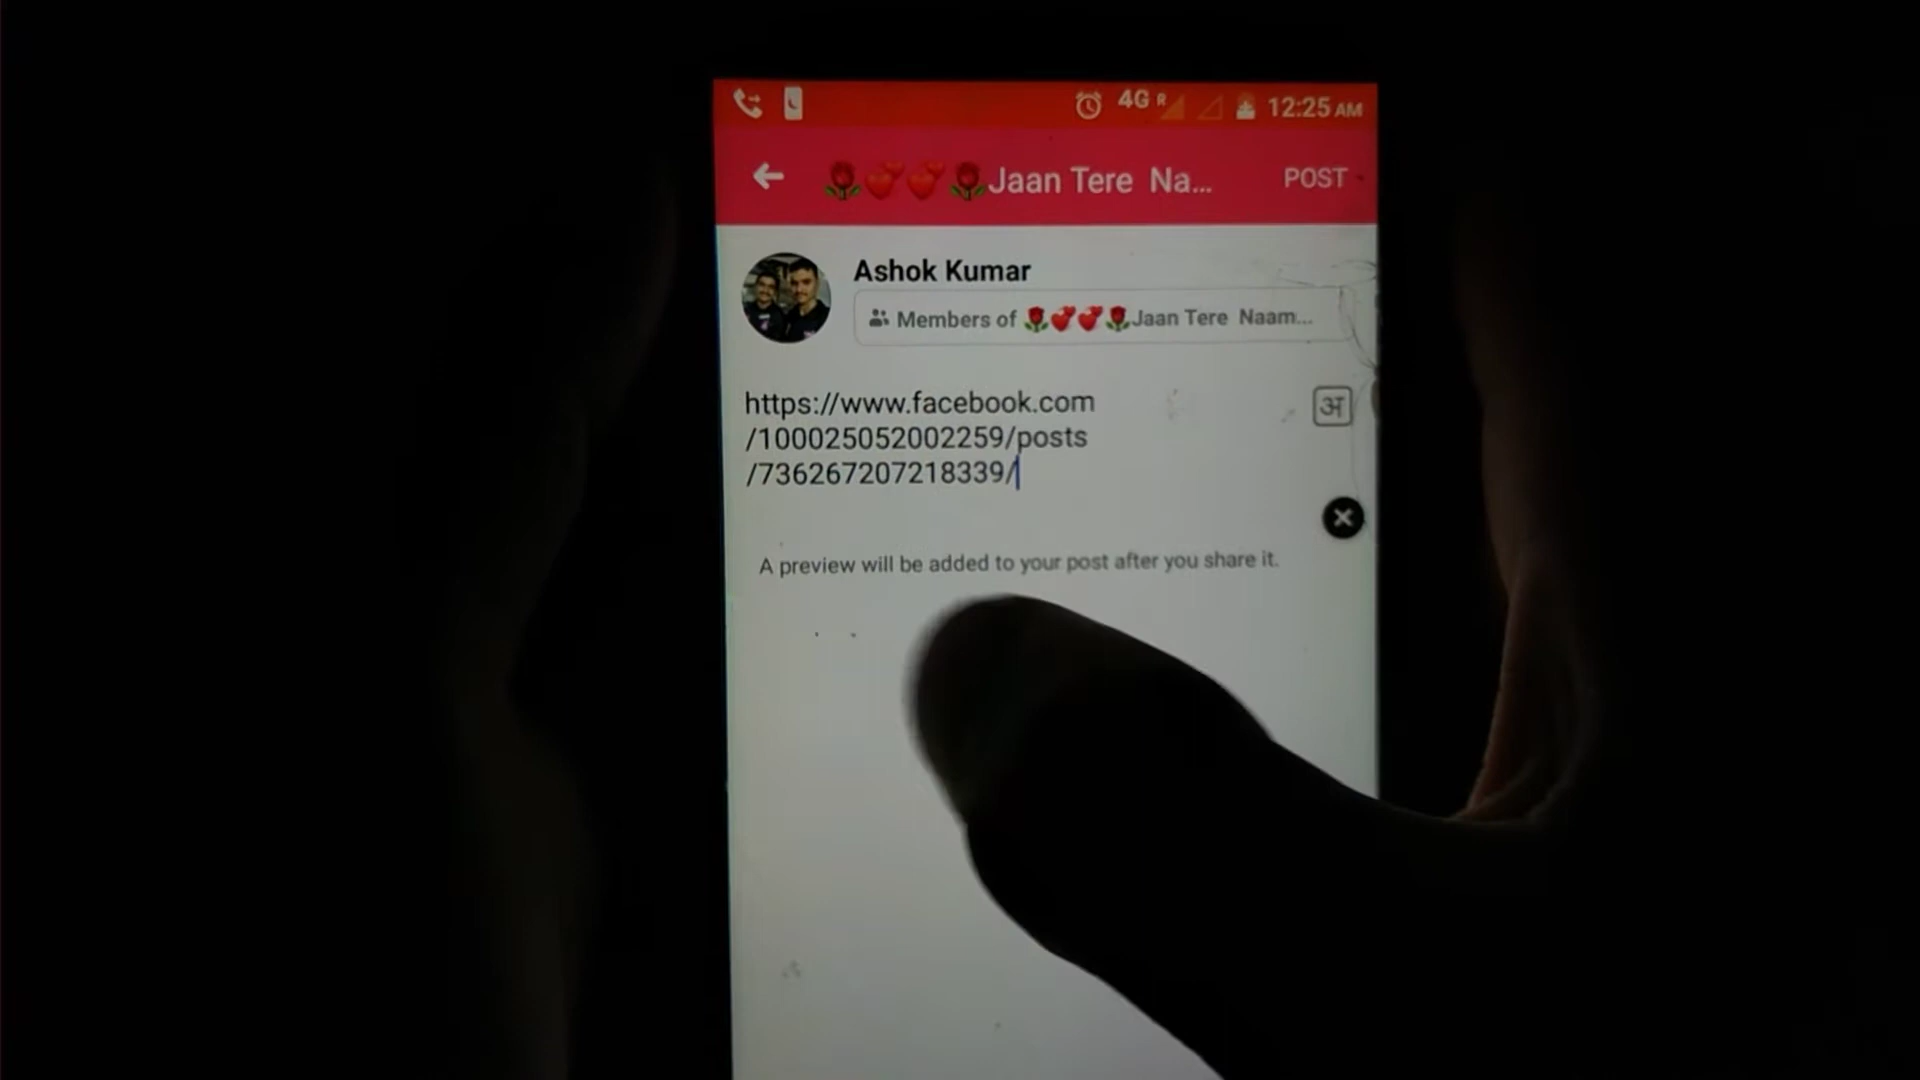 4G R 12:25 AM
🌹💕💕🌹Jaan Tere Na... POST
Ashok Kumar
Members of 🌹💕💕🌹Jaan Tere Naam...
https://www.facebook.com
/100025052002259/posts
/736267207218339/
अ
A preview will be added to your post after you share it.